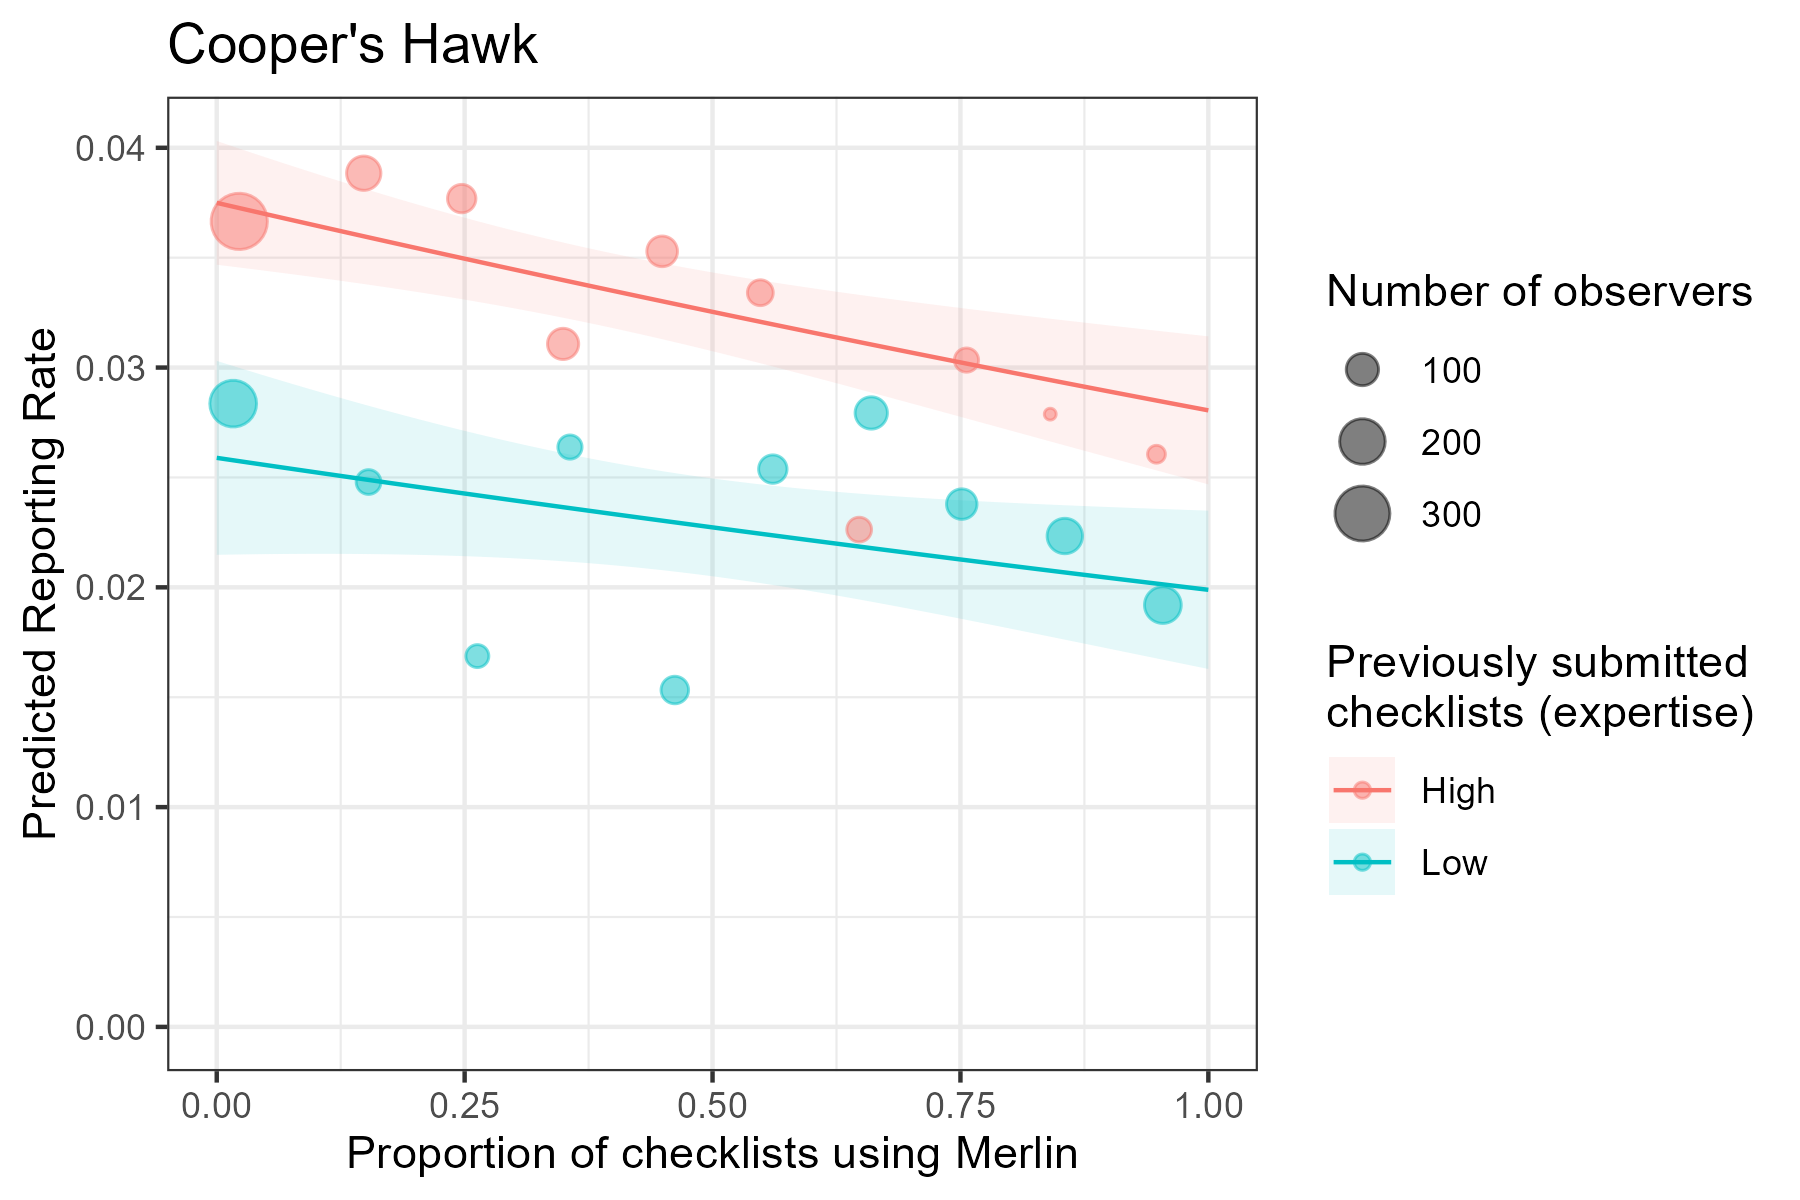 Cooper's Hawk
Predicted Reporting Rate
0.04
0.03
0.02
0.01
0.00
0.00 0.25 0.50 0.75 1.00
Proportion of checklists using Merlin
Number of observers
100
200
300
Previously submitted
checklists (expertise)
High
Low